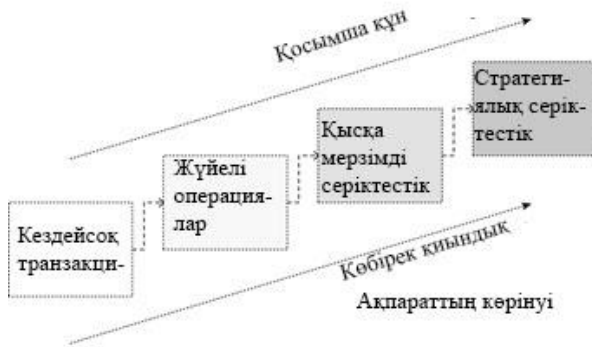 Қосымша құн
Стратеги-
ялық серік-
тестік
Қысқа
мерзімді
серіктестік
Жүйелі
операция-
лар
Кездейсоқ
транзакци-
Көбірек қиындық
Ақпараттың көрінуі